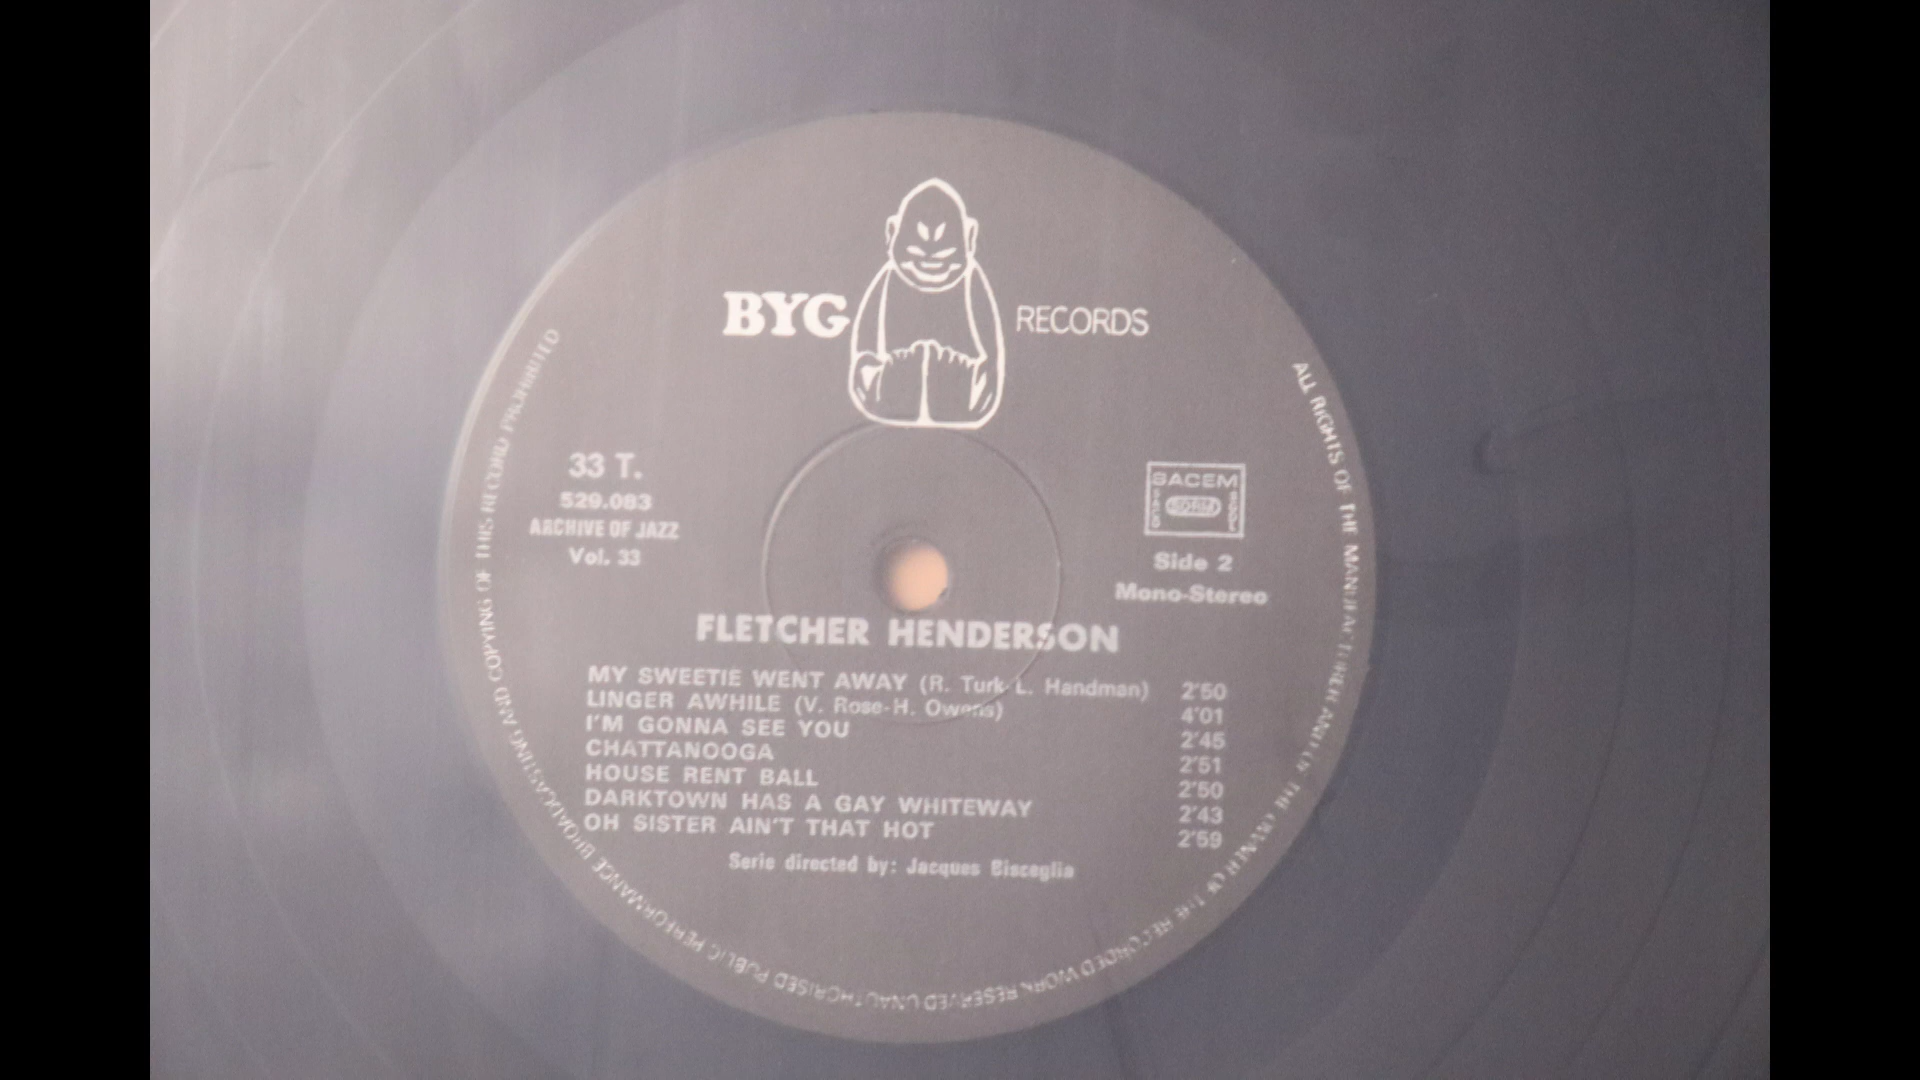 BYG RECORDS
33 T.
529.083
ARCHIVE OF JAZZ
Vol. 33
SACEM
SACD
SDRM
SGDL
Side 2
Mono-Stereo
FLETCHER HENDERSON
MY SWEETIE WENT AWAY (R. Turk-L. Handman) 2'50
LINGER AWHILE (V. Rose-H. Owens) 4'01
I'M GONNA SEE YOU 2'45
CHATTANOOGA 2'51
HOUSE RENT BALL 2'50
DARKTOWN HAS A GAY WHITEWAY 2'43
OH SISTER AIN'T THAT HOT 2'59
Serie directed by: Jacques Bisceglia
ALL RIGHTS OF THE MANUFACTURER AND OF THE OWNER OF THE RECORDED WORK RESERVED UNAUTHORISED PUBLIC PERFORMANCE BROADCASTING AND COPYING OF THIS RECORD PROHIBITED